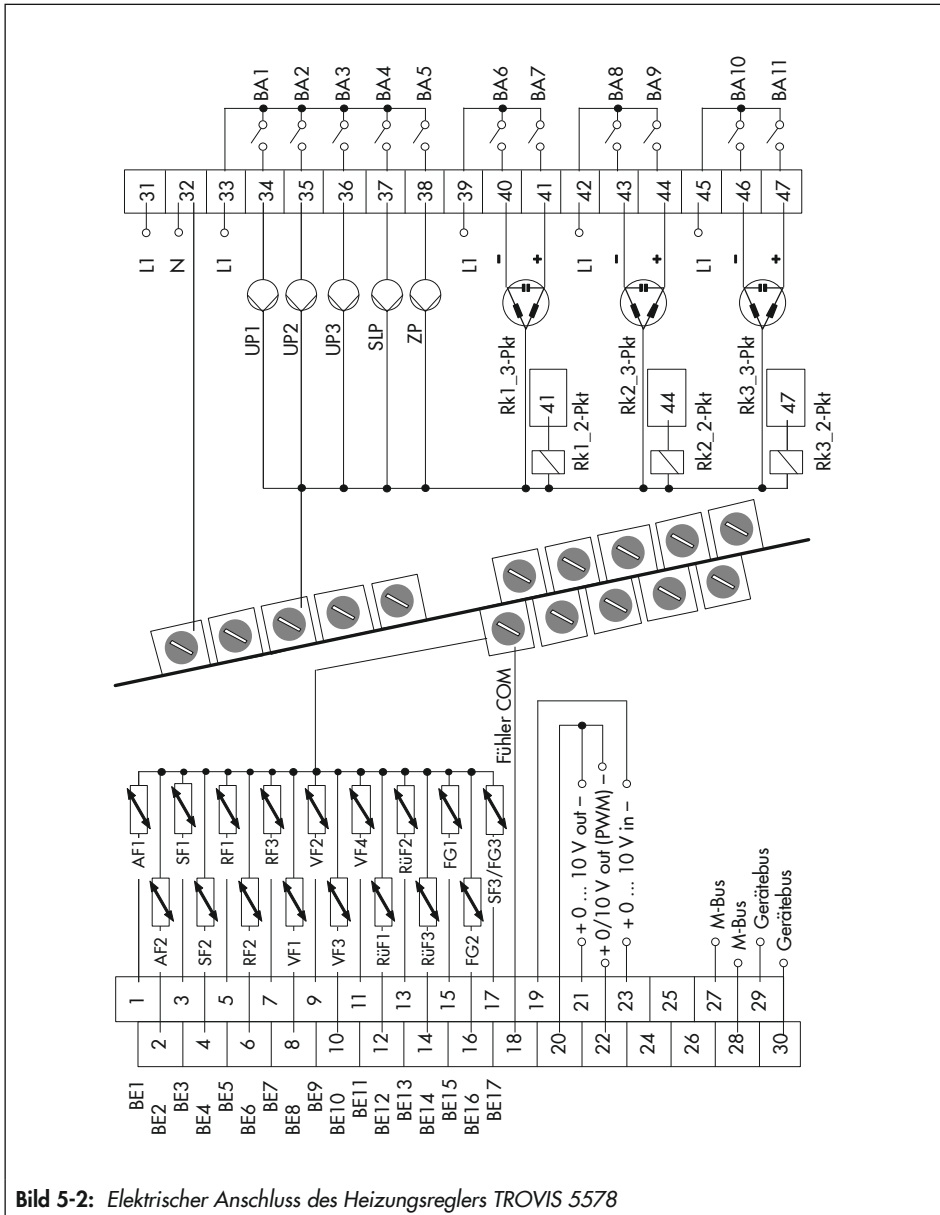 BA1
BA2
BA3
BA4
BA5
BA6
BA7
BA8
BA9
BA10
BA11
31
32
33
34
35
36
37
38
39
40
41
42
43
44
45
46
47
L1
N
L1
L1
L1
L1
–
+
–
+
–
+
UP1
UP2
UP3
SLP
ZP
Rk1_3-Pkt
41
Rk1_2-Pkt
Rk2_3-Pkt
44
Rk2_2-Pkt
Rk3_3-Pkt
47
Rk3_2-Pkt
Fühler COM
AF1
SF1
RF1
RF3
VF2
VF4
RüF2
FG1
SF3/FG3
AF2
SF2
RF2
VF1
VF3
RüF1
RüF3
FG2
+ 0 ... 10 V out –
+ 0/10 V out (PWM) –
+ 0 ... 10 V in –
M-Bus
M-Bus
Gerätebus
Gerätebus
1
3
5
7
9
11
13
15
17
19
21
23
25
27
29
2
4
6
8
10
12
14
16
18
20
22
24
26
28
30
BE1
BE2
BE3
BE4
BE5
BE6
BE7
BE8
BE9
BE10
BE11
BE12
BE13
BE14
BE15
BE16
BE17
Bild 5-2: Elektrischer Anschluss des Heizungsreglers TROVIS 5578